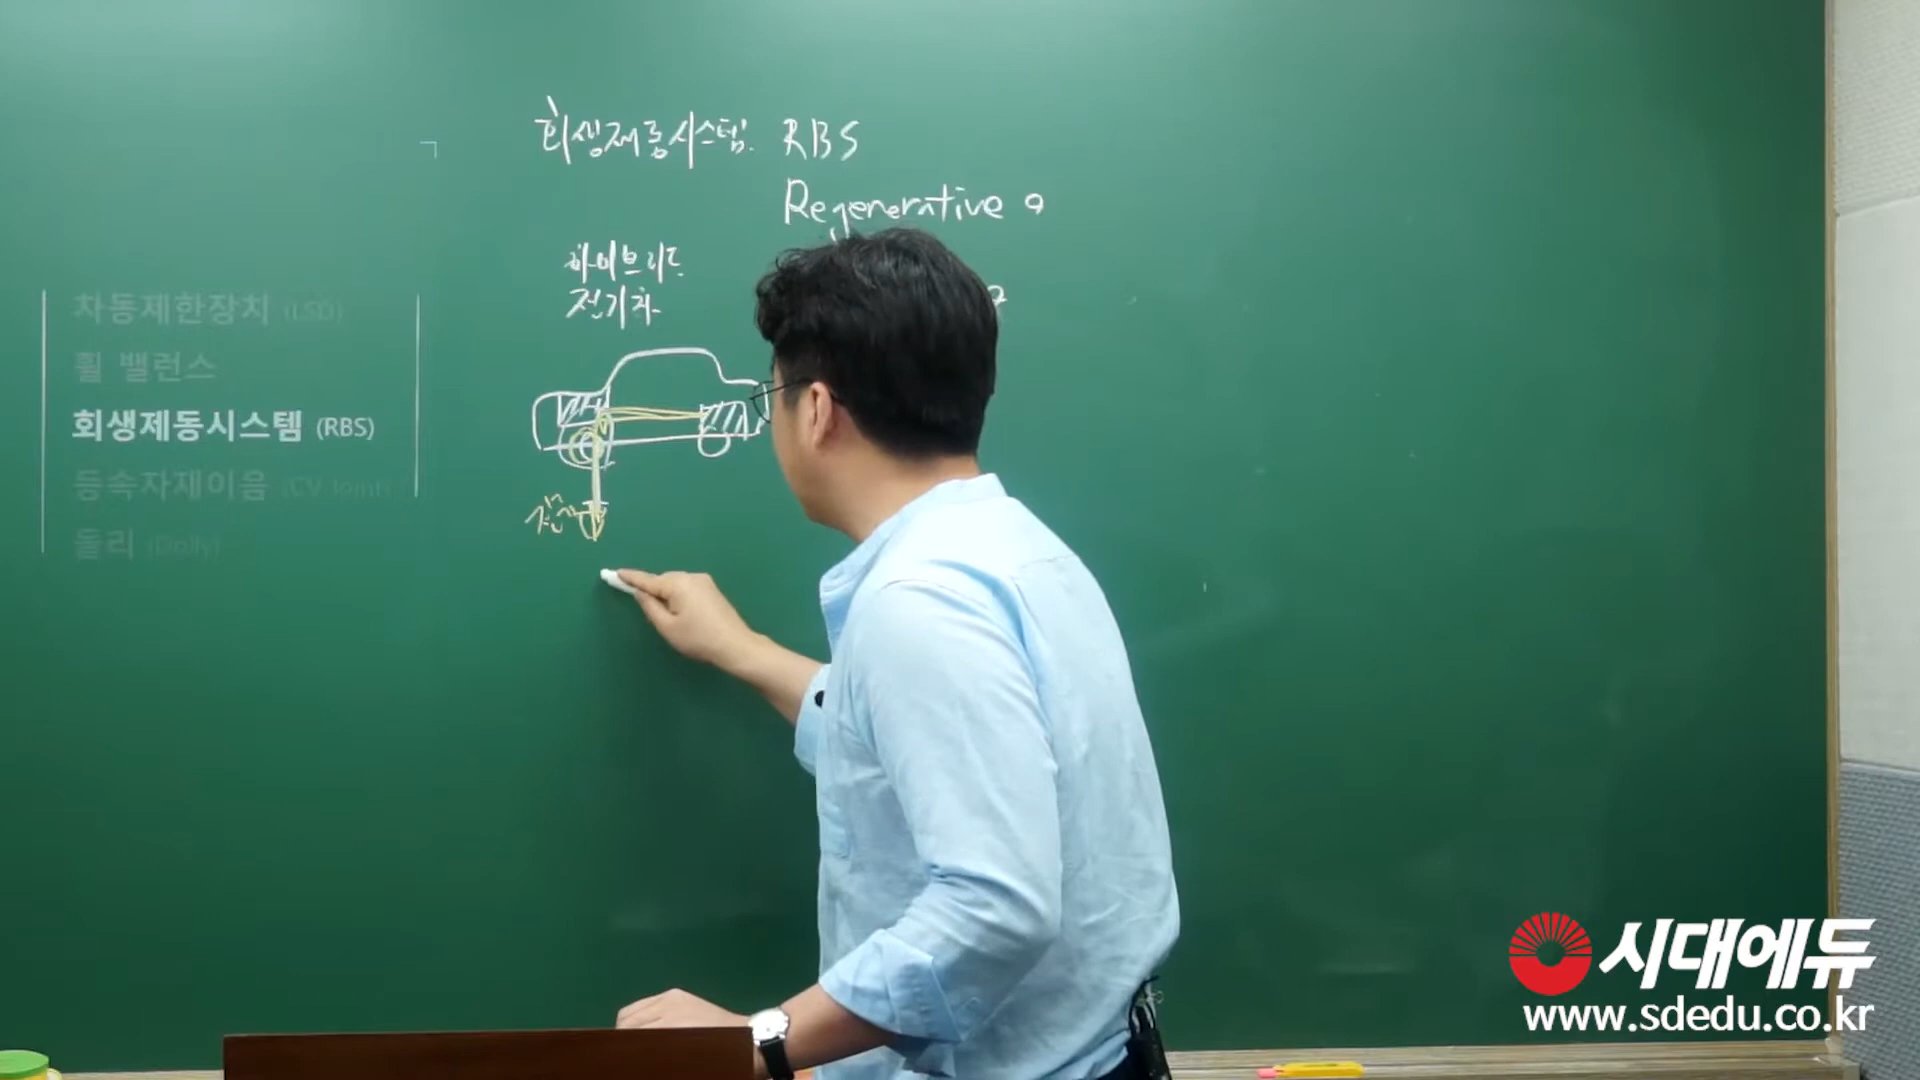 회생제동시스템. RBS
Regenerative
하이브리드
전기차
차동제한장치 (LSD)
휠 밸런스
회생제동시스템 (RBS)
등속자재이음 (CV Joint)
돌리 (Dolly)
시대에듀
www.sdedu.co.kr